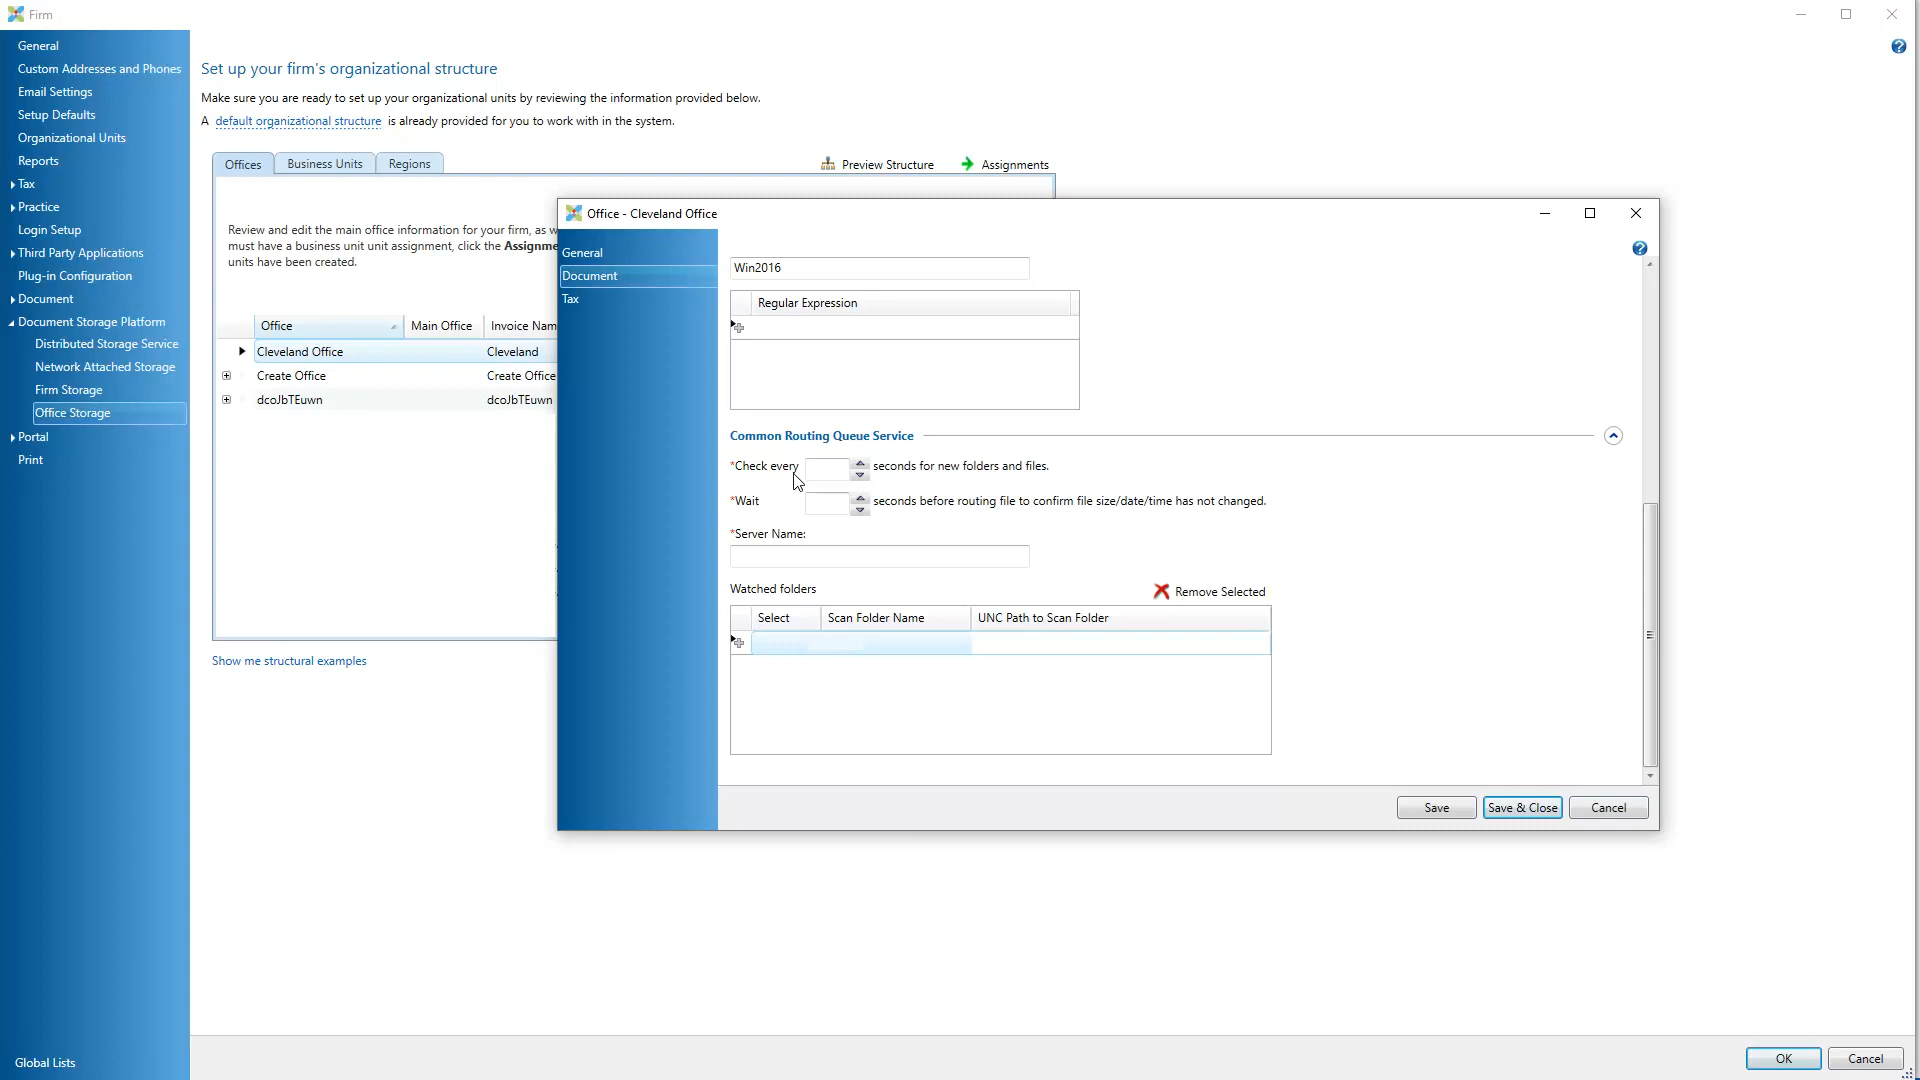 Firm
General
Custom Addresses and Phones
Email Settings
Setup Defaults
Organizational Units
Reports
Tax
Practice
Login Setup
Third Party Applications
Plug-in Configuration
Document
Document Storage Platform
Distributed Storage Service
Network Attached Storage
Firm Storage
Office Storage
Portal
Print
Global Lists
Set up your firm's organizational structure
Make sure you are ready to set up your organizational units by reviewing the information provided below.
A default organizational structure is already provided for you to work with in the system.
Offices Business Units Regions Preview Structure Assignments
Review and edit the main office information for your firm, as w
must have a business unit unit assignment, click the Assignme
units have been created.
Office Main Office Invoice Nam
Cleveland Office Cleveland
Create Office Create Office
dcoJbTEuwn dcoJbTEuwn
Show me structural examples
Office - Cleveland Office
General
Document
Tax
Win2016
Regular Expression
Common Routing Queue Service
*Check every seconds for new folders and files.
*Wait seconds before routing file to confirm file size/date/time has not changed.
*Server Name:
Watched folders Remove Selected
Select Scan Folder Name UNC Path to Scan Folder
Save Save & Close Cancel
OK Cancel